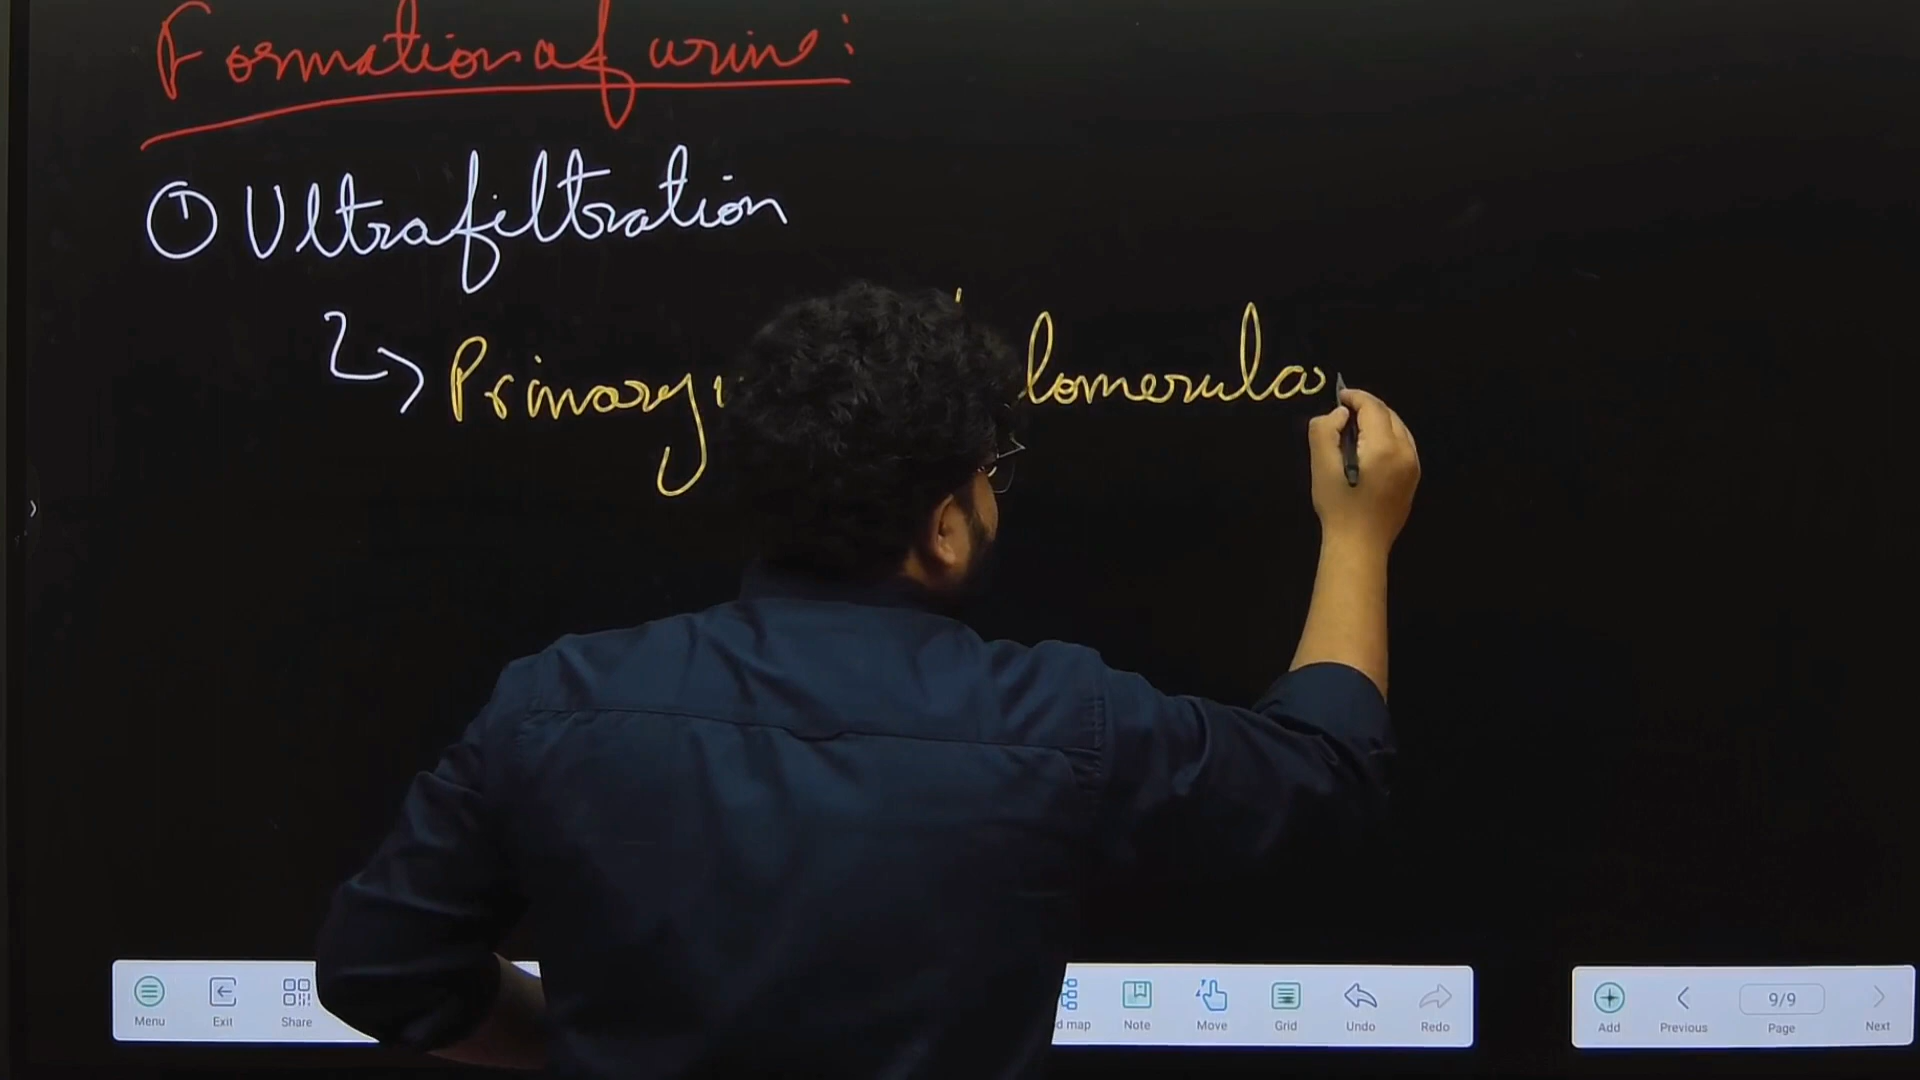 Formation of urine:
① Ultrafiltration
Primary lomerular
Menu Exit Share d map Note Move Grid Undo Redo
Add Previous 9/9 Page Next